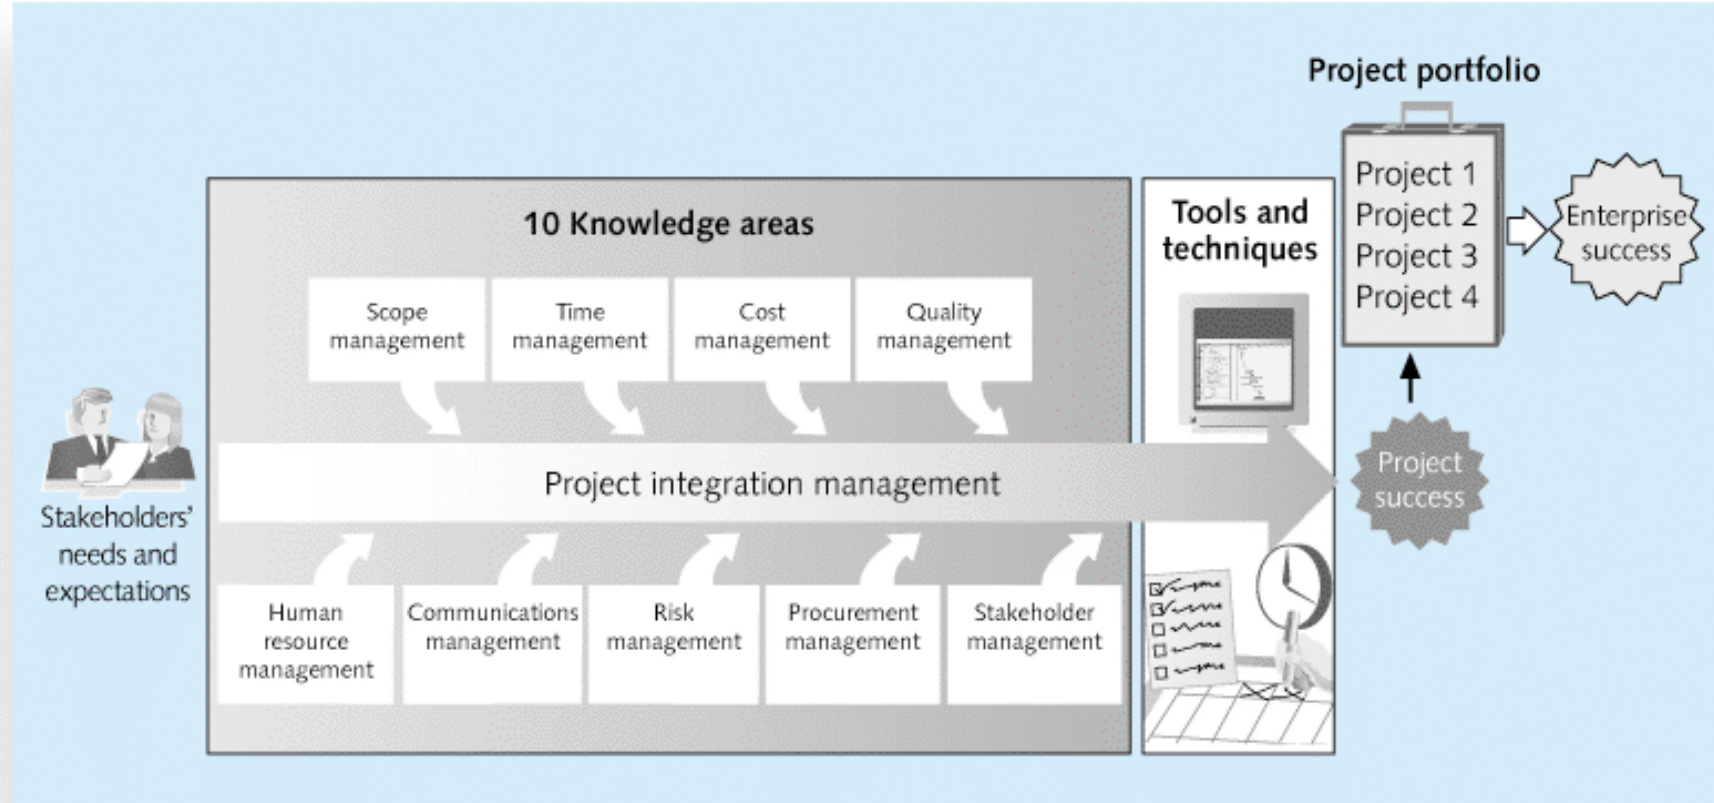 Project portfolio
Project 1
Project 2
Project 3
Project 4
Enterprise
success
10 Knowledge areas
Tools and
techniques
Scope
management
Time
management
Cost
management
Quality
management
Stakeholders'
needs and
expectations
Project integration management
Project
success
Human
resource
management
Communications
management
Risk
management
Procurement
management
Stakeholder
management